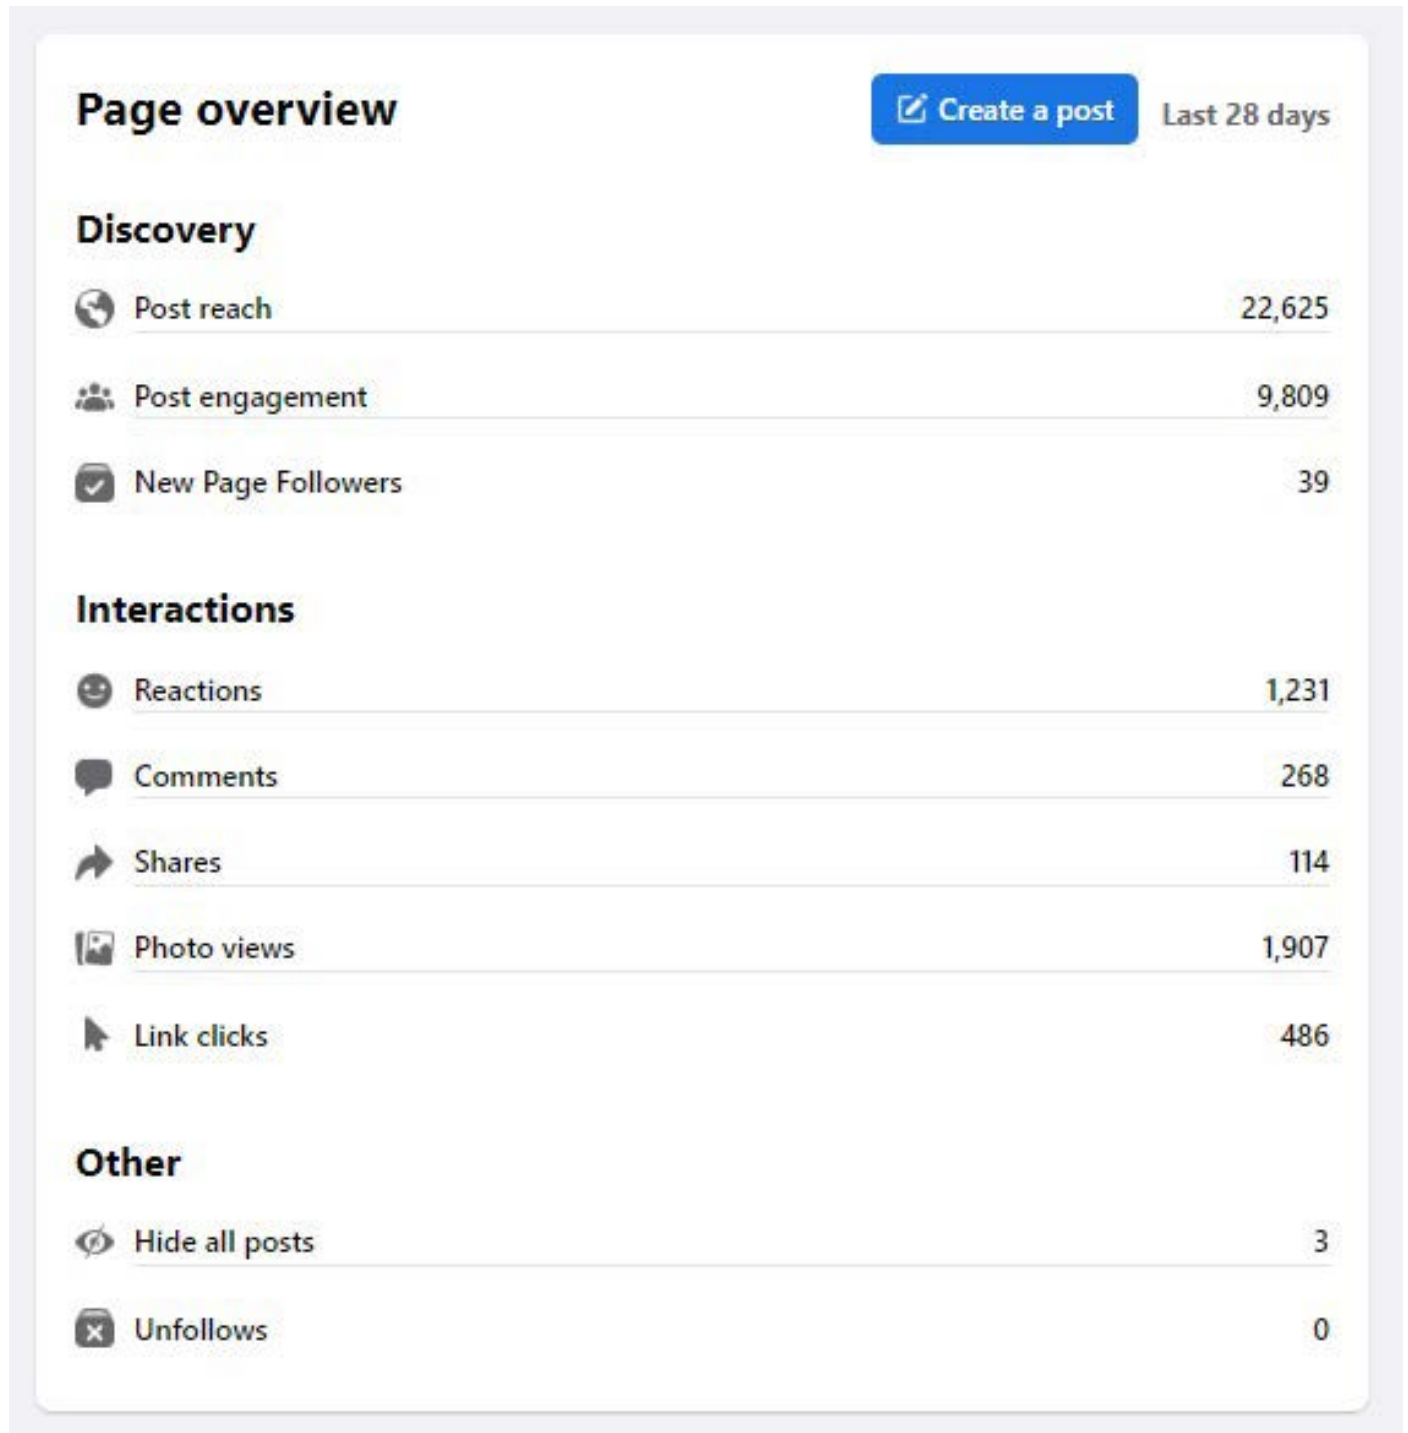 Page overview
Create a post
Last 28 days
Discovery
Post reach 22,625
Post engagement 9,809
New Page Followers 39
Interactions
Reactions 1,231
Comments 268
Shares 114
Photo views 1,907
Link clicks 486
Other
Hide all posts 3
Unfollows 0